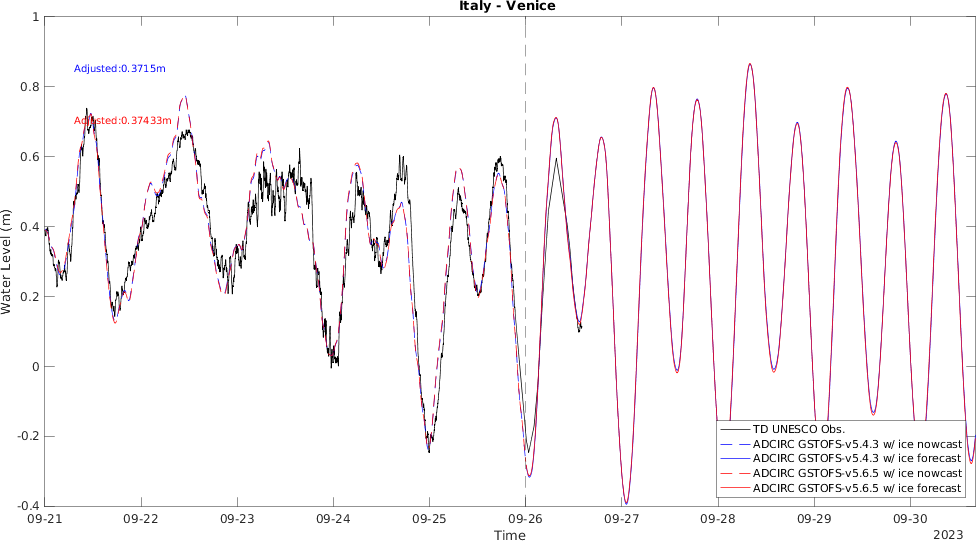 Italy - Venice
Adjusted:0.3715m
Adjusted:0.37433m
Water Level (m)
1
0.8
0.6
0.4
0.2
0
-0.2
-0.4
TD UNESCO Obs.
ADCIRC GSTOFS-v5.4.3 w/ ice nowcast
ADCIRC GSTOFS-v5.4.3 w/ ice forecast
ADCIRC GSTOFS-v5.6.5 w/ ice nowcast
ADCIRC GSTOFS-v5.6.5 w/ ice forecast
09-21 09-22 09-23 09-24 09-25 09-26 09-27 09-28 09-29 09-30
Time
2023